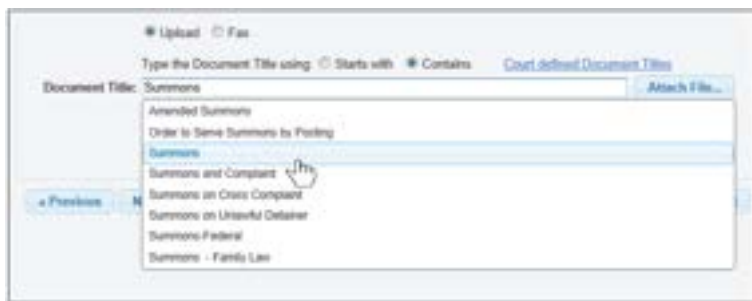 Upload Fax
Type the Document Title using: Starts with Contains Court defined Document Titles
Document Title: Summons Attach File...
Amended Summons
Order to Serve Summons by Posting
Summons
Summons and Complaint
Summons on Cross Complaint
« Previous N
Summons on Unlawful Detainer
Summons-Federal
Summons - Family Law